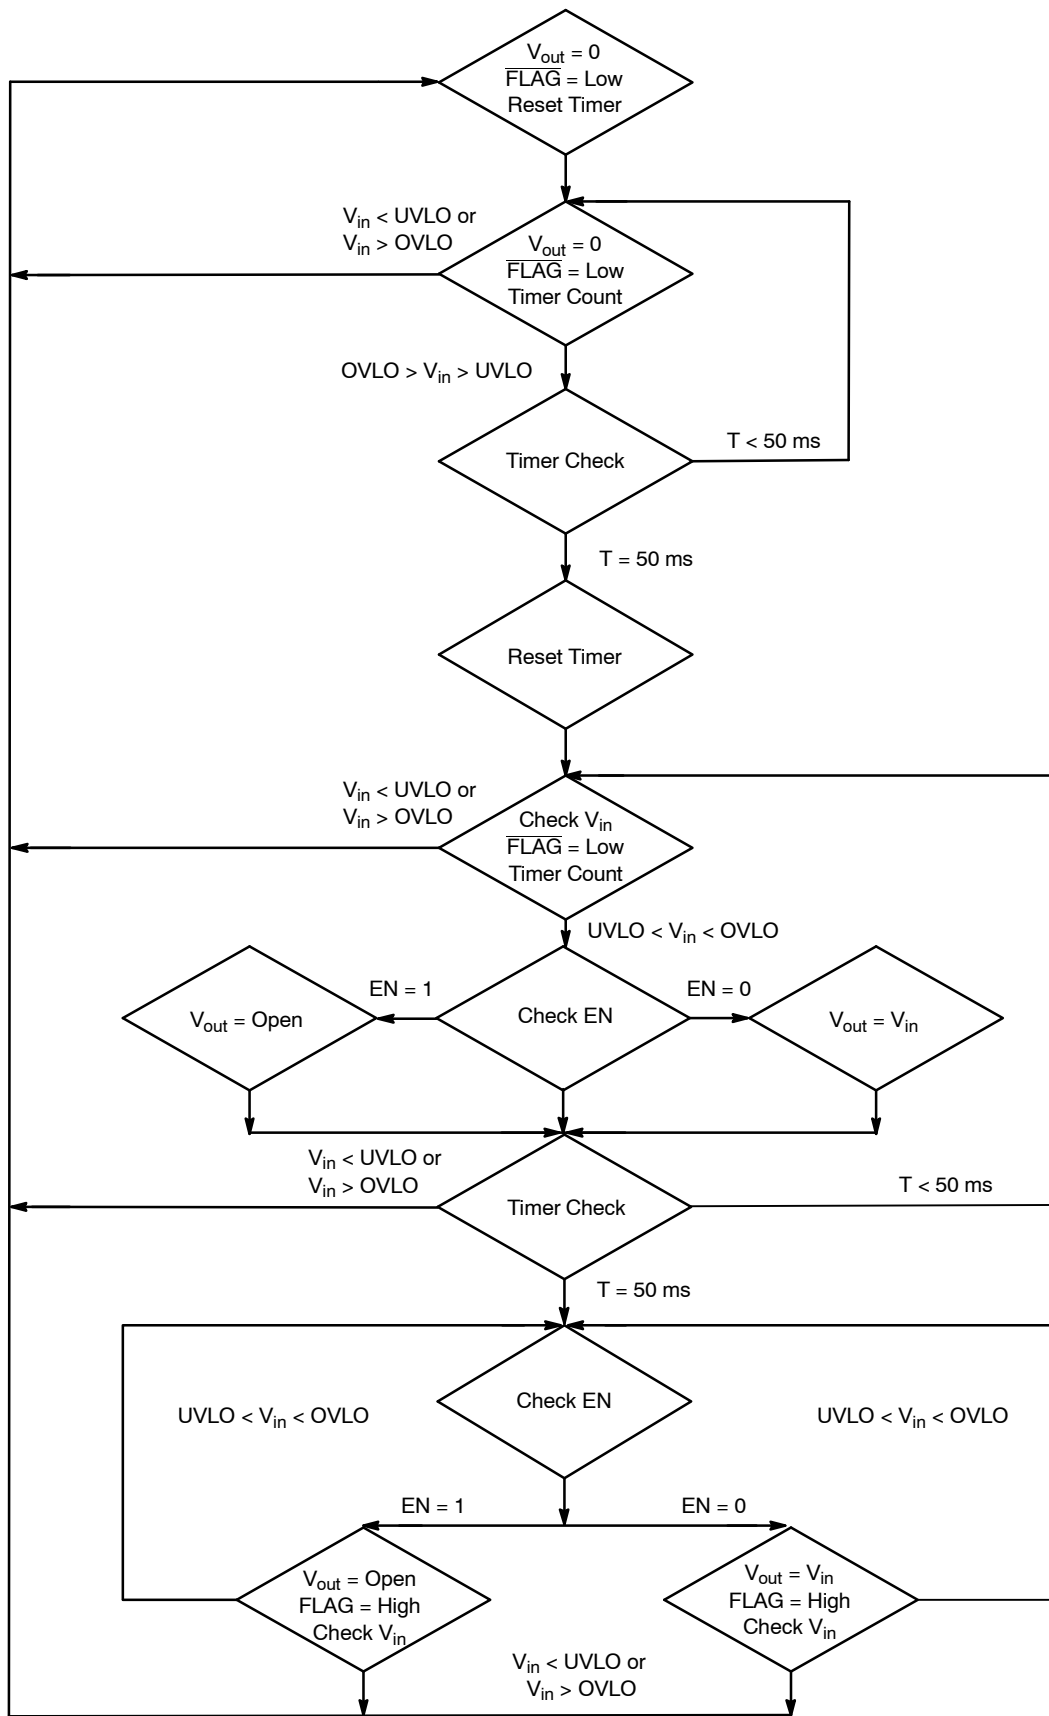 V_out = 0
F̅L̅A̅G̅ = Low
Reset Timer
V_in < UVLO or
V_in > OVLO
V_out = 0
F̅L̅A̅G̅ = Low
Timer Count
OVLO > V_in > UVLO
Timer Check
T < 50 ms
T = 50 ms
Reset Timer
V_in < UVLO or
V_in > OVLO
Check V_in
F̅L̅A̅G̅ = Low
Timer Count
UVLO < V_in < OVLO
EN = 1
EN = 0
V_out = Open
Check EN
V_out = V_in
V_in < UVLO or
V_in > OVLO
Timer Check
T < 50 ms
T = 50 ms
Check EN
UVLO < V_in < OVLO
UVLO < V_in < OVLO
EN = 1
EN = 0
V_out = Open
FLAG = High
Check V_in
V_out = V_in
FLAG = High
Check V_in
V_in < UVLO or
V_in > OVLO